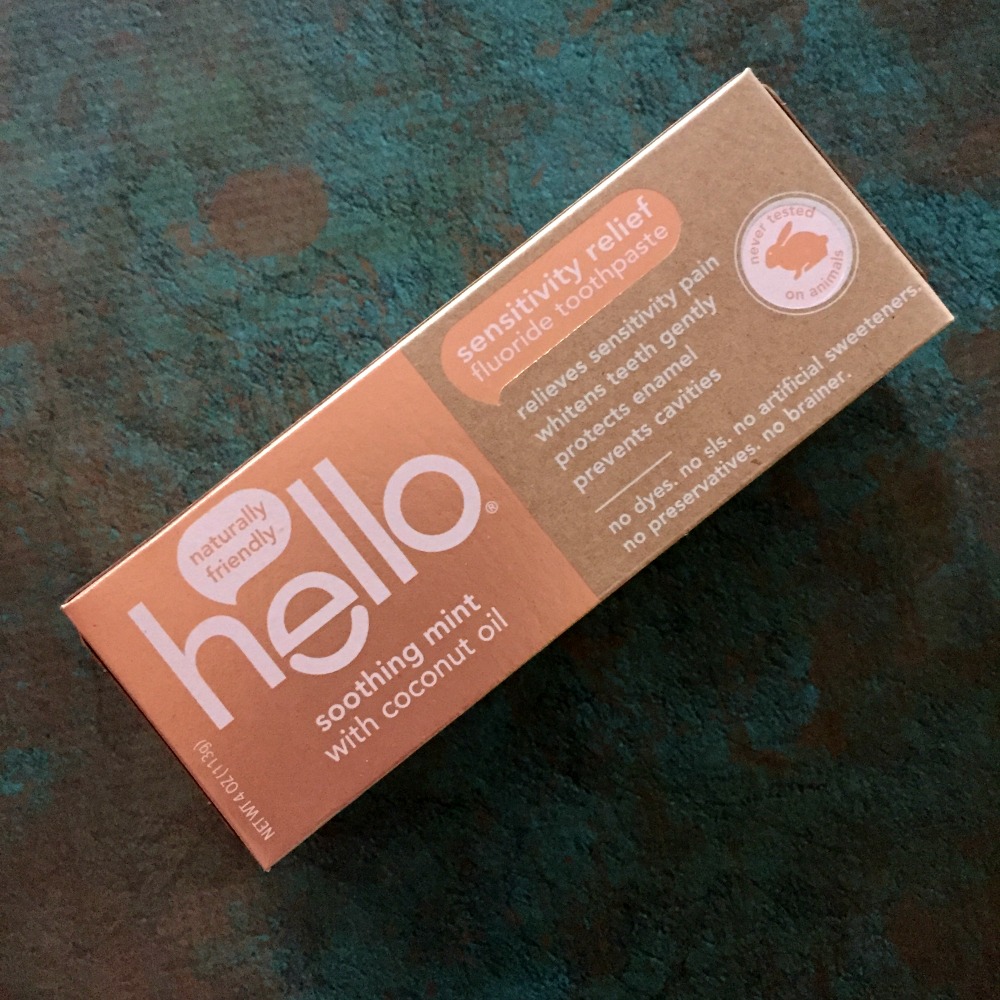 naturally
friendly™
hello®
soothing mint
with coconut oil
NET WT 4 OZ (113g)
sensitivity relief
fluoride toothpaste
relieves sensitivity pain
whitens teeth gently
protects enamel
prevents cavities
no dyes. no sls. no artificial sweeteners.
no preservatives. no brainer.
never tested
on animals